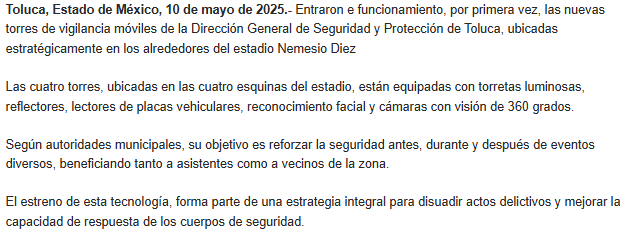 Toluca, Estado de México, 10 de mayo de 2025.- Entraron e funcionamiento, por primera vez, las nuevas
torres de vigilancia móviles de la Dirección General de Seguridad y Protección de Toluca, ubicadas
estratégicamente en los alrededores del estadio Nemesio Diez
Las cuatro torres, ubicadas en las cuatro esquinas del estadio, están equipadas con torretas luminosas,
reflectores, lectores de placas vehiculares, reconocimiento facial y cámaras con visión de 360 grados.
Según autoridades municipales, su objetivo es reforzar la seguridad antes, durante y después de eventos
diversos, beneficiando tanto a asistentes como a vecinos de la zona.
El estreno de esta tecnología, forma parte de una estrategia integral para disuadir actos delictivos y mejorar la
capacidad de respuesta de los cuerpos de seguridad.